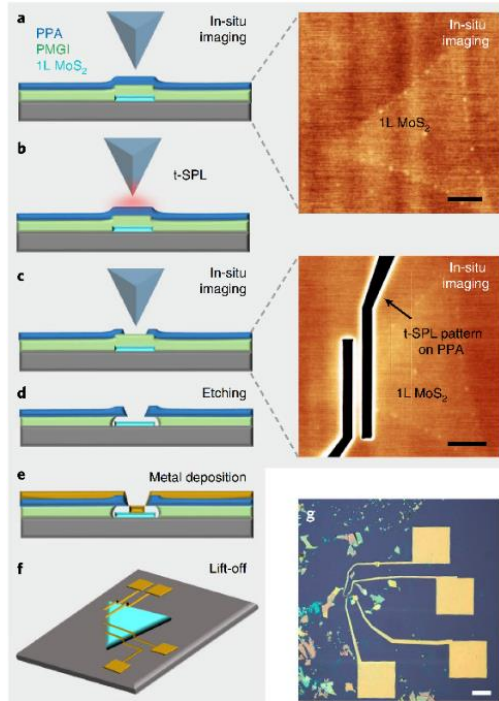 a
In-situ
imaging
PPA
PMGI
1L MoS₂
b
t-SPL
c
In-situ
imaging
d
Etching
e
Metal deposition
f
Lift-off
In-situ
imaging
1L MoS₂
In-situ
imaging
t-SPL pattern
on PPA
1L MoS₂
g